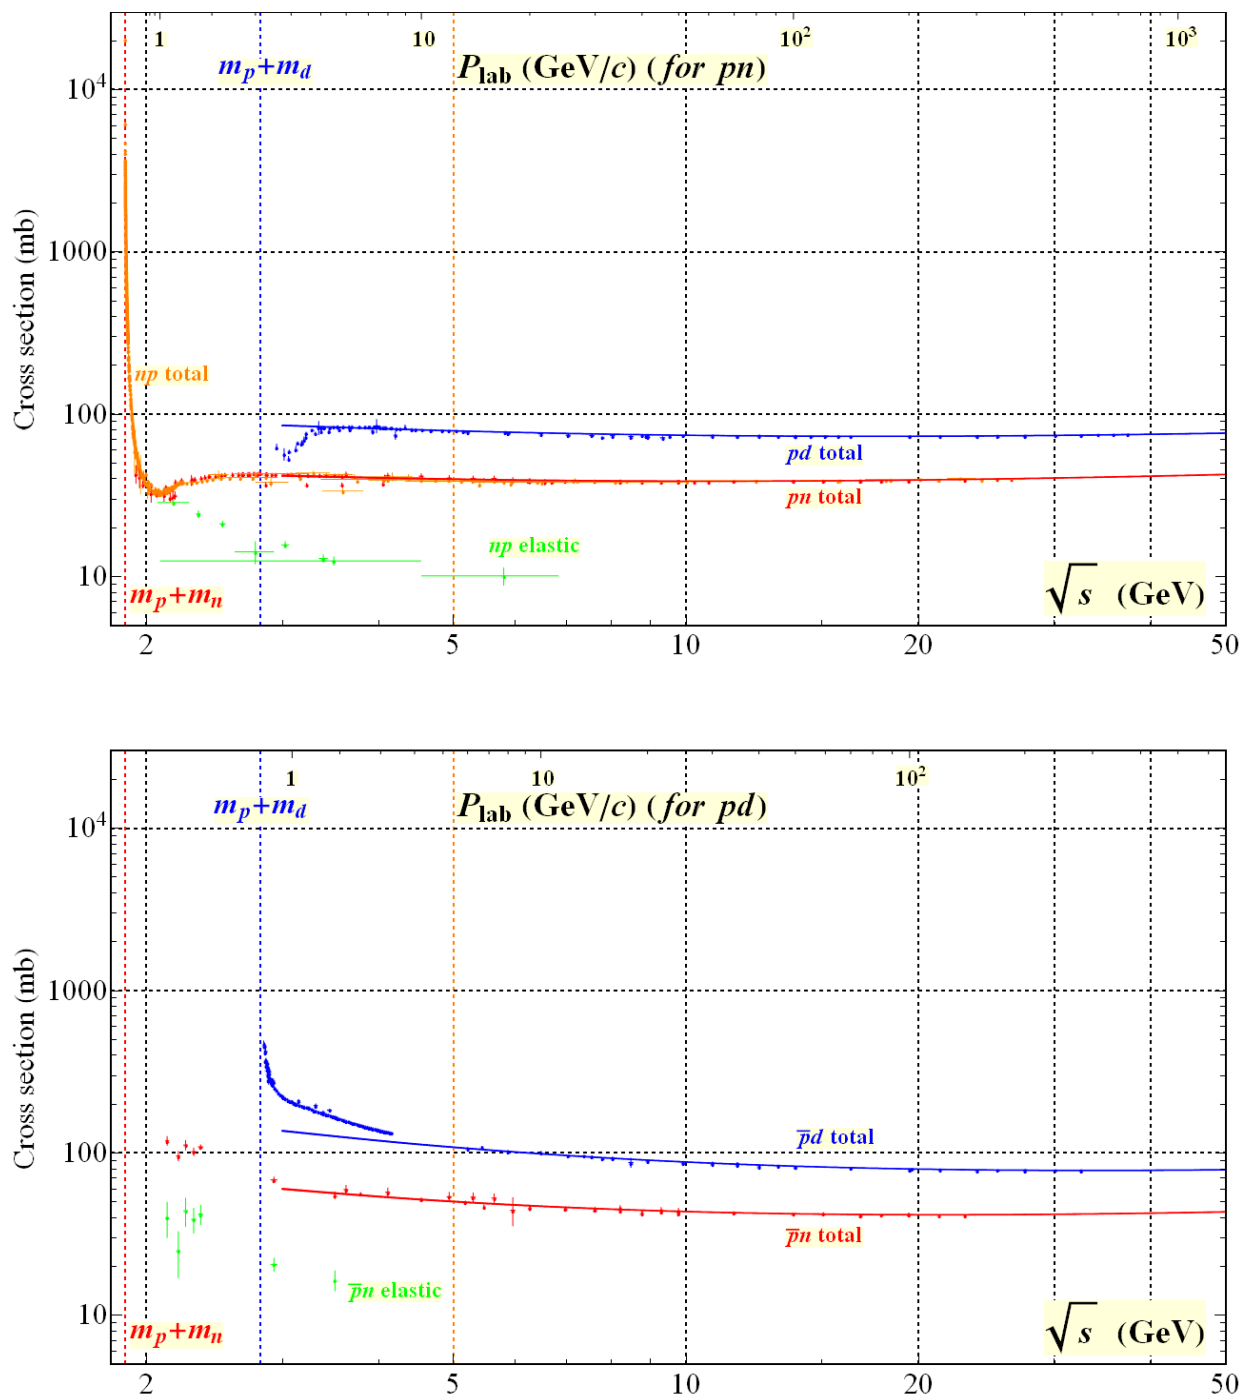 1 10 10² 10³
m_p+m_d P_lab (GeV/c) (for pn)
10⁴
Cross section (mb)
1000
np total
100
pd total
pn total
np elastic
10
m_p+m_n √s (GeV)
2 5 10 20 50
1 10 10²
m_p+m_d P_lab (GeV/c) (for pd)
10⁴
Cross section (mb)
1000
p̅d total
100
p̅n total
p̅n elastic
10
m_p+m_n √s (GeV)
2 5 10 20 50